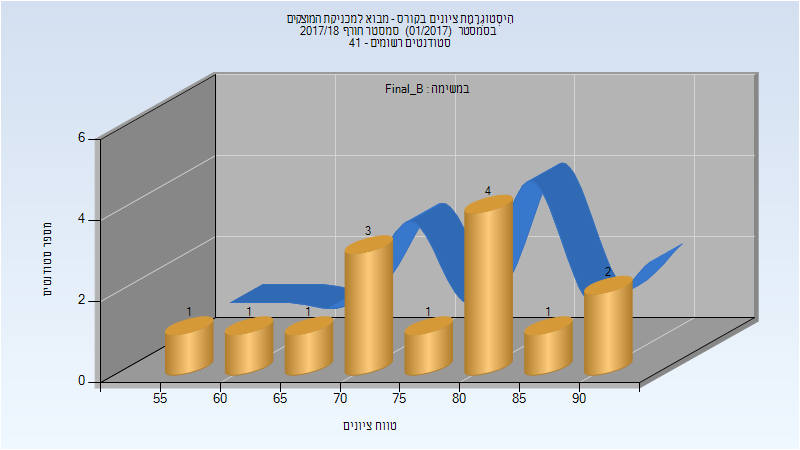 היסטוגרמת ציונים בקורס - מבוא למכניקת המוצקים
בסמסטר (01/2017) סמסטר חורף 2017/18
סטודנטים רשומים - 41
במשימה : Final_B
מספר סטודנטים
6
4
2
0
1
1
1
3
1
4
1
2
55 60 65 70 75 80 85 90
טווח ציונים